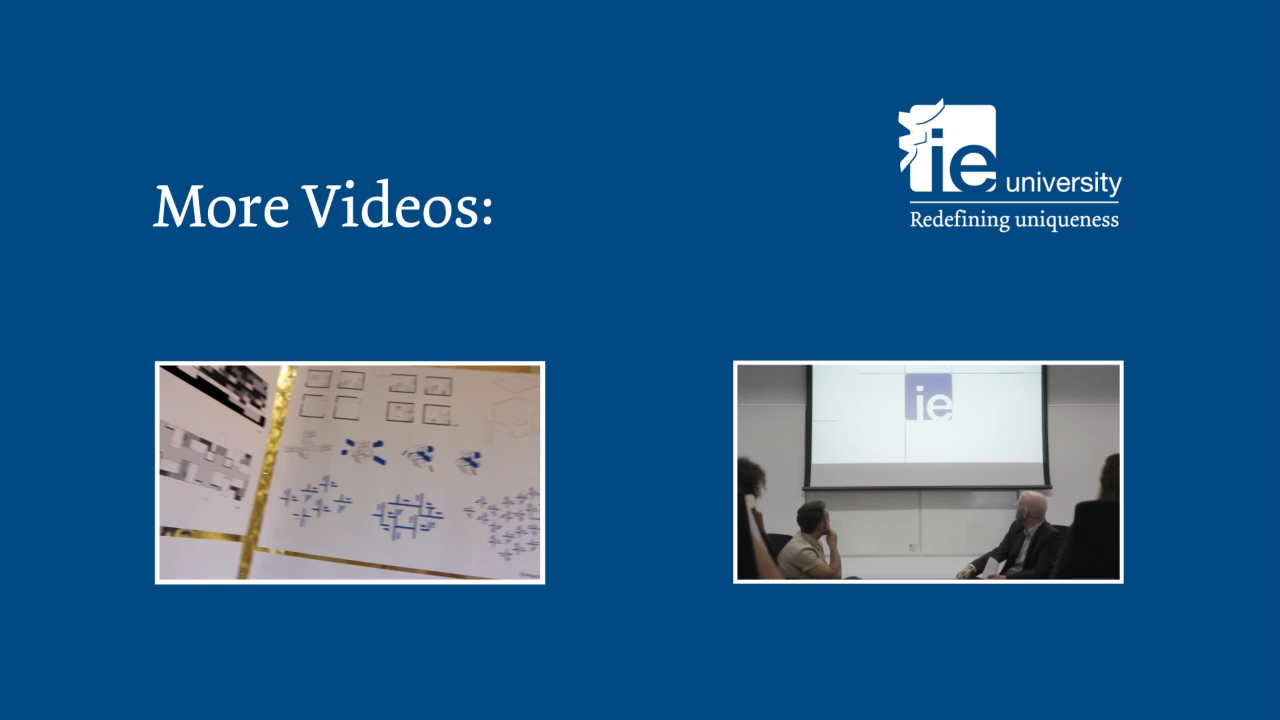 More Videos:
ie university
Redefining uniqueness
ie